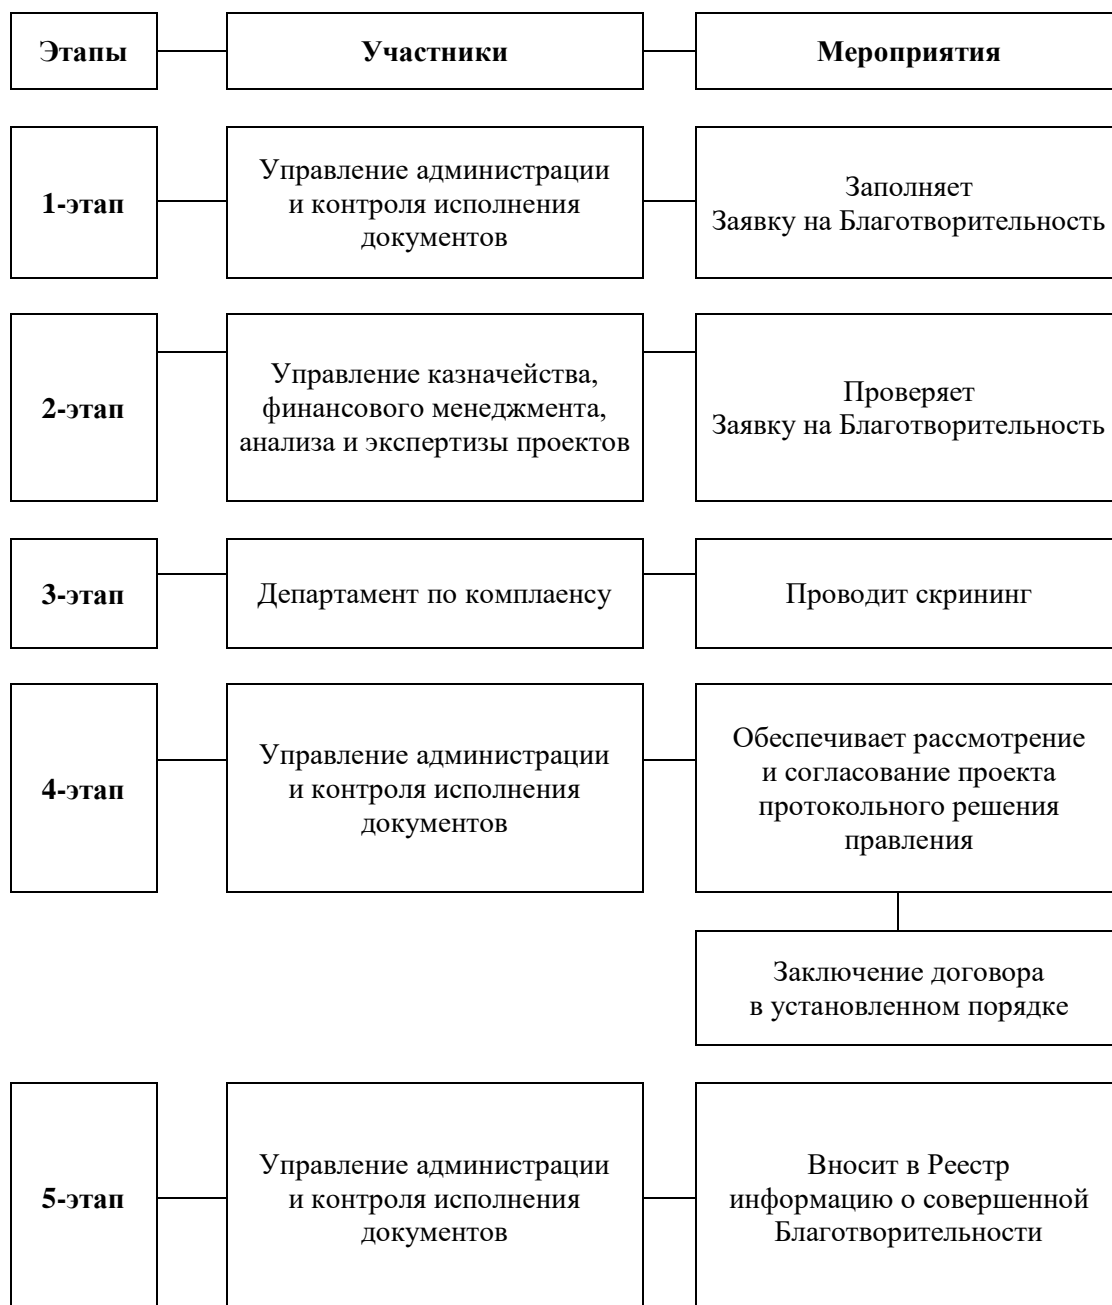 Этапы
Участники
Мероприятия
1-этап
Управление администрации
и контроля исполнения
документов
Заполняет
Заявку на Благотворительность
2-этап
Управление казначейства,
финансового менеджмента,
анализа и экспертизы проектов
Проверяет
Заявку на Благотворительность
3-этап
Департамент по комплаенсу
Проводит скрининг
4-этап
Управление администрации
и контроля исполнения
документов
Обеспечивает рассмотрение
и согласование проекта
протокольного решения
правления
Заключение договора
в установленном порядке
5-этап
Управление администрации
и контроля исполнения
документов
Вносит в Реестр
информацию о совершенной
Благотворительности